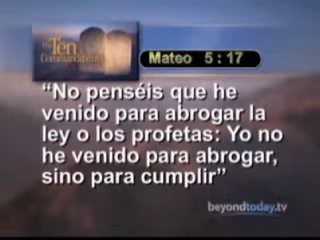 The
Ten
Commandments
Mateo 5 : 17
“No penséis que he
venido para abrogar la
ley o los profetas: Yo no
he venido para abrogar,
sino para cumplir”
beyondtoday.tv